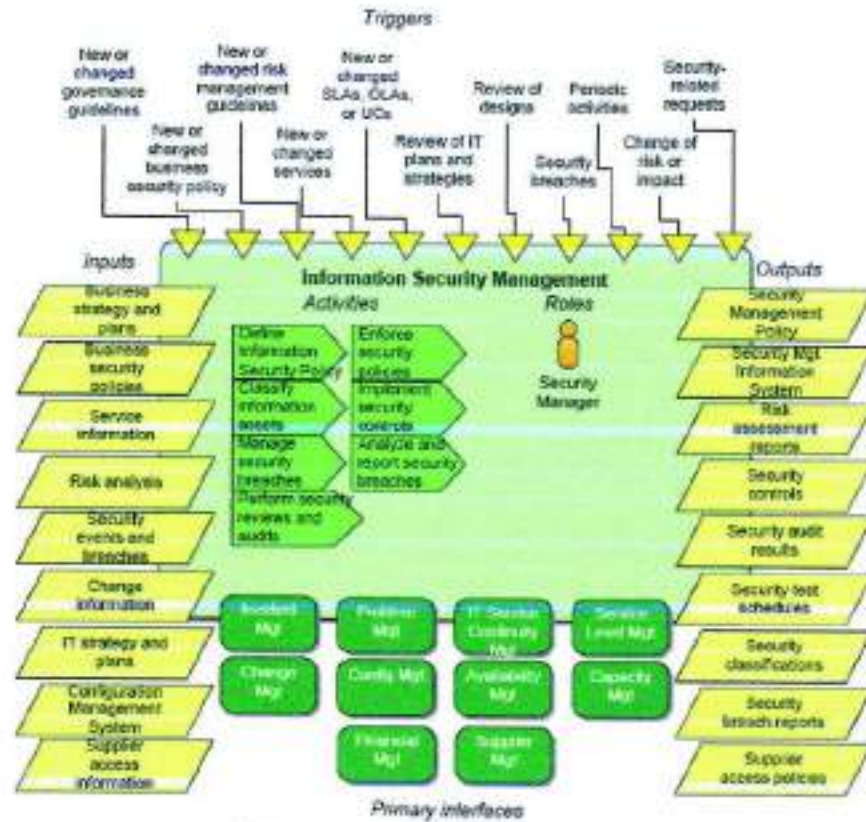 Triggers
New or
changed
governance
guidelines
New or
changed
business
security policy
New or
changed risk
management
guidelines
New or
changed
services
New or
changed
SLAs, OLAs,
or UCs
Review of IT
plans and
strategies
Review of
designs
Security
breaches
Periodic
activities
Change of
risk or
impact
Security-
related
requests
Inputs
Business
strategy and
plans
Business
security
policies
Service
information
Risk analysis
Security
events and
breaches
Change
information
IT strategy and
plans
Configuration
Management
System
Supplier
access
information
Information Security Management
Activities
Define
Information
Security Policy
Classify
information
assets
Manage
security
breaches
Perform security
reviews and
audits
Enforce
security
policies
Implement
security
controls
Analyze and
report security
breaches
Roles
Security
Manager
Outputs
Security
Management
Policy
Security Mgt
Information
System
Risk
assessment
reports
Security
controls
Security audit
results
Security test
schedules
Security
classifications
Security
breach reports
Supplier
access policies
Incident
Mgt
Problem
Mgt
IT Service
Continuity
Mgt
Service
Level Mgt
Change
Mgt
Config Mgt
Availability
Mgt
Capacity
Mgt
Financial
Mgt
Supplier
Mgt
Primary interfaces